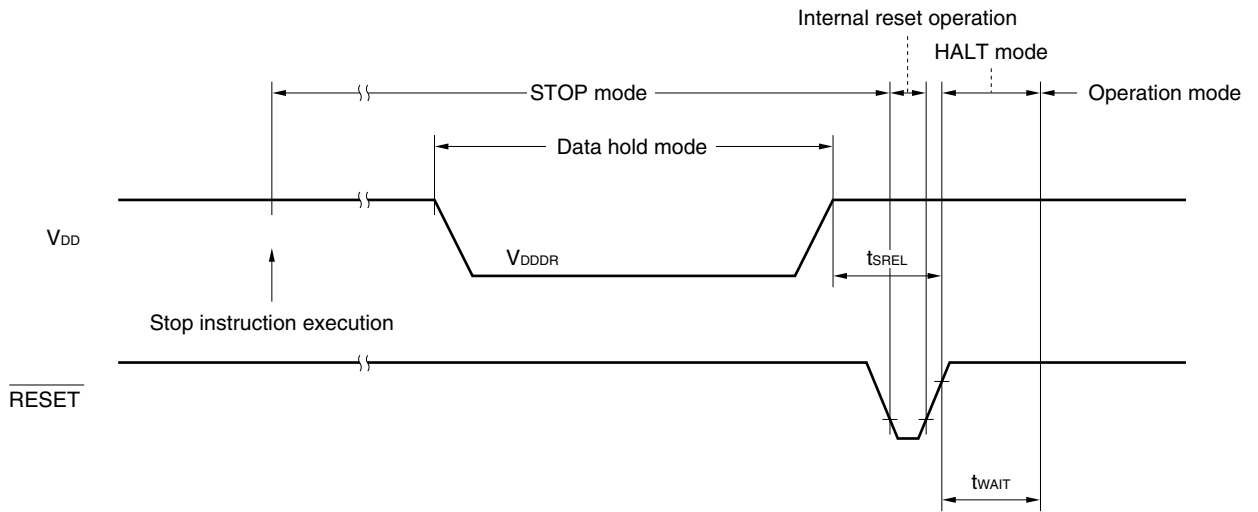 Internal reset operation
HALT mode
STOP mode
Operation mode
Data hold mode
VDD
VDDDR
tSREL
Stop instruction execution
RESET
tWAIT